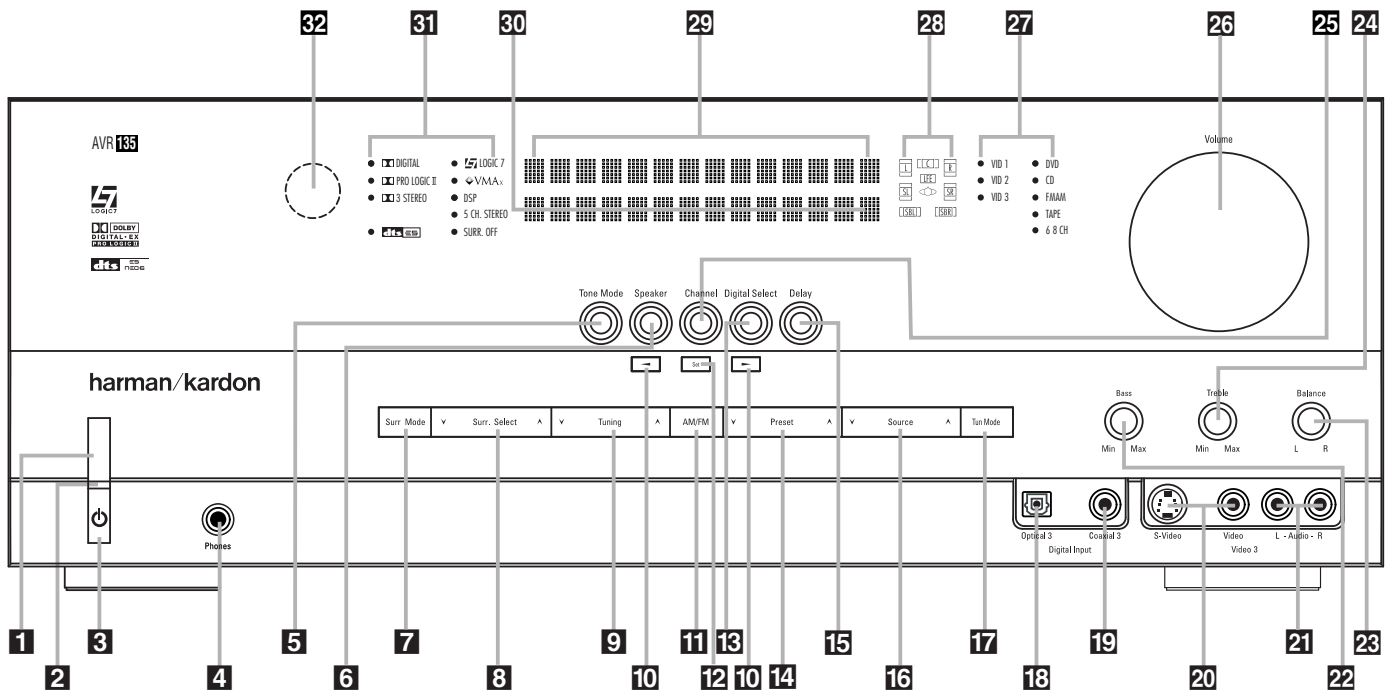 32 31 30 29 28 27 26 25 24
AVR 135
LOGIC7
DOLBY
DIGITAL·EX
PRO LOGIC II
dts ES
NEO:6
DIGITAL
PRO LOGIC II
3 STEREO
dts ES
LOGIC 7
VMAx
DSP
5 CH. STEREO
SURR. OFF
L C R
LFE
SL SR
SBL SBR
VID 1
VID 2
VID 3
DVD
CD
FMAM
TAPE
6 8 CH
Volume
Tone Mode Speaker Channel Digital Select Delay
Set
harman/kardon
Surr Mode Surr. Select Tuning AM/FM Preset Source Tun Mode
Bass Treble Balance
Min Max Min Max L R
Phones
Optical 3 Coaxial 3
Digital Input
S-Video Video L - Audio - R
Video 3
1 2 3 4 5 6 7 8 9 10 11 12 13 10 14 15 16 17 18 19 20 21 22 23